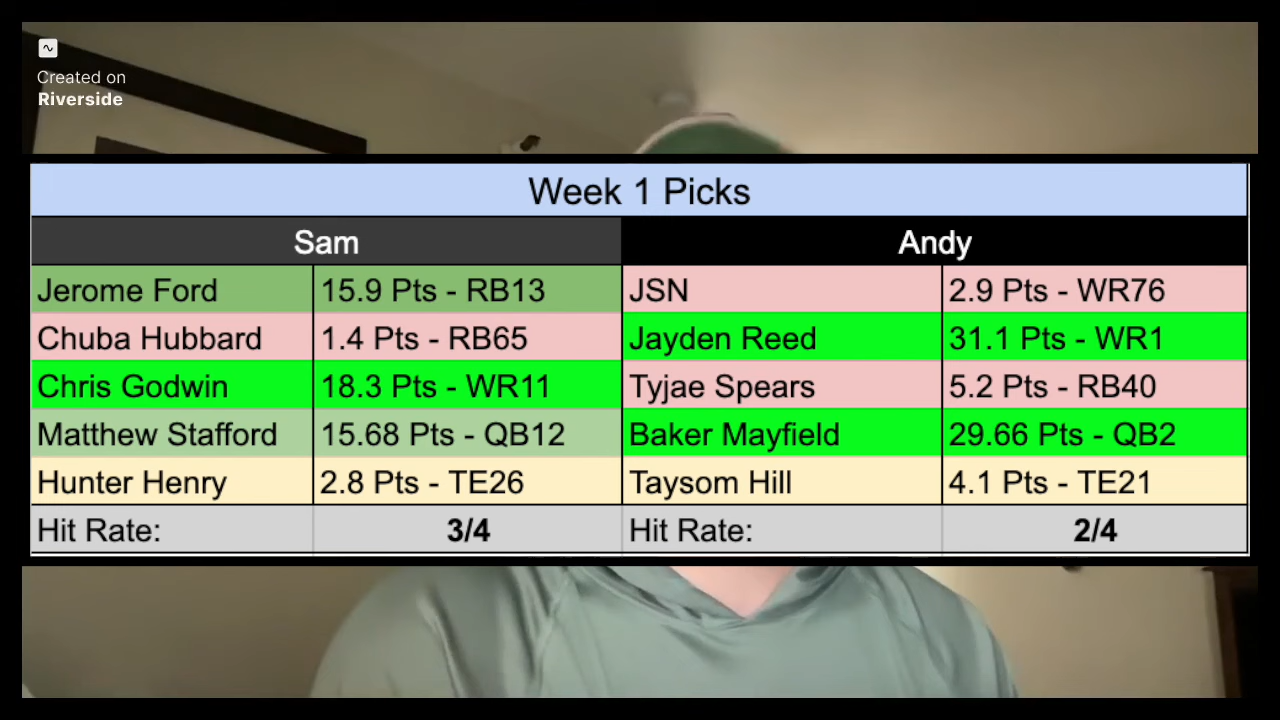 Created on
Riverside
Week 1 Picks
Sam Andy
Jerome Ford 15.9 Pts - RB13 JSN 2.9 Pts - WR76
Chuba Hubbard 1.4 Pts - RB65 Jayden Reed 31.1 Pts - WR1
Chris Godwin 18.3 Pts - WR11 Tyjae Spears 5.2 Pts - RB40
Matthew Stafford 15.68 Pts - QB12 Baker Mayfield 29.66 Pts - QB2
Hunter Henry 2.8 Pts - TE26 Taysom Hill 4.1 Pts - TE21
Hit Rate: 3/4 Hit Rate: 2/4